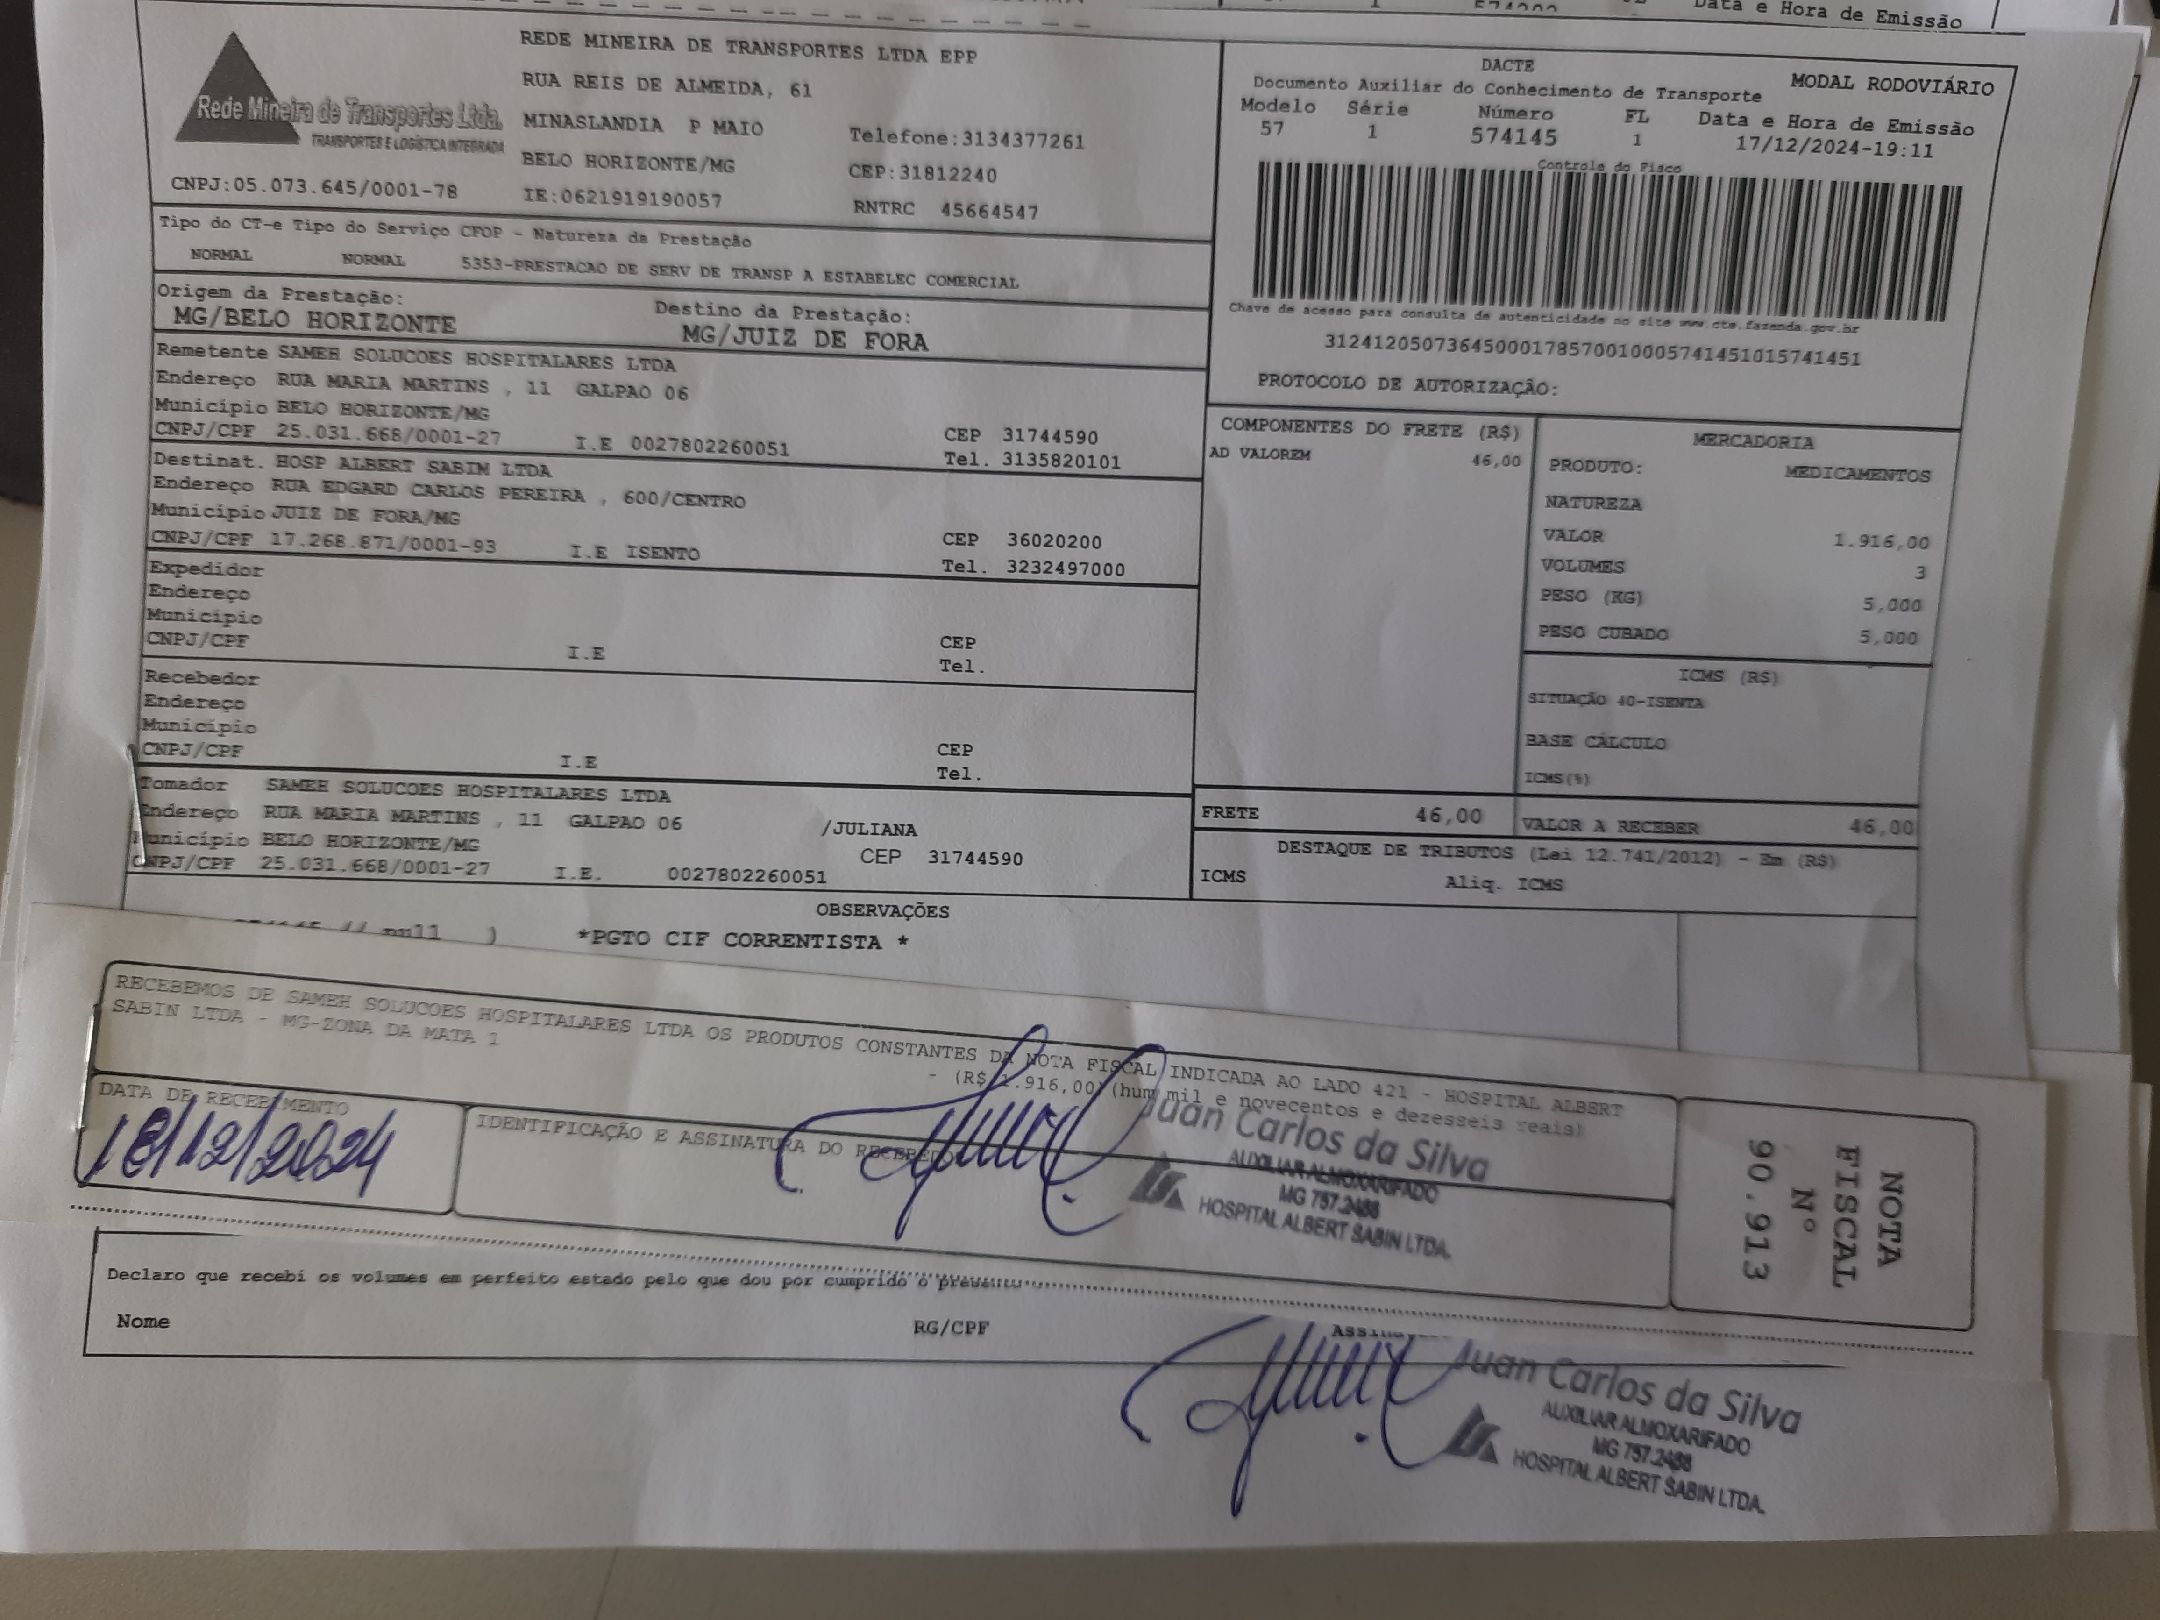 Data e Hora de Emissão
Rede Mineira de Transportes Ltda.
TRANSPORTES E LOGÍSTICA INTEGRADA
CNPJ:05.073.645/0001-78
REDE MINEIRA DE TRANSPORTES LTDA EPP
RUA REIS DE ALMEIDA, 61
MINASLANDIA P MAIO Telefone:3134377261
BELO HORIZONTE/MG CEP:31812240
IE:0621919190057 RNTRC 45664547
DACTE
Documento Auxiliar do Conhecimento de Transporte MODAL RODOVIÁRIO
Modelo Série Número FL Data e Hora de Emissão
57 1 574145 1 17/12/2024-19:11
Controle do Fisco
Chave de acesso para consulta de autenticidade no site www.cte.fazenda.gov.br
31241205073645000178570010005741451015741451
PROTOCOLO DE AUTORIZAÇÃO:
Tipo do CT-e Tipo do Serviço CFOP - Natureza da Prestação
NORMAL NORMAL 5353-PRESTACAO DE SERV DE TRANSP A ESTABELEC COMERCIAL
Origem da Prestação: Destino da Prestação:
MG/BELO HORIZONTE MG/JUIZ DE FORA
Remetente SAMEH SOLUCOES HOSPITALARES LTDA
Endereço RUA MARIA MARTINS , 11 GALPAO 06
Município BELO HORIZONTE/MG CEP 31744590
CNPJ/CPF 25.031.668/0001-27 I.E 0027802260051 Tel. 3135820101
Destinat. HOSP ALBERT SABIN LTDA
Endereço RUA EDGARD CARLOS PEREIRA , 600/CENTRO
Município JUIZ DE FORA/MG CEP 36020200
CNPJ/CPF 17.268.871/0001-93 I.E ISENTO Tel. 3232497000
Expedidor
Endereço
Município CEP
CNPJ/CPF I.E Tel.
Recebedor
Endereço
Município CEP
CNPJ/CPF I.E Tel.
Tomador SAMEH SOLUCOES HOSPITALARES LTDA
Endereço RUA MARIA MARTINS , 11 GALPAO 06 /JULIANA
Município BELO HORIZONTE/MG CEP 31744590
CNPJ/CPF 25.031.668/0001-27 I.E. 0027802260051
COMPONENTES DO FRETE (R$)
AD VALOREM 46,00
MERCADORIA
PRODUTO: MEDICAMENTOS
NATUREZA
VALOR 1.916,00
VOLUMES 3
PESO (KG) 5,000
PESO CUBADO 5,000
ICMS (R$)
SITUAÇÃO 40-ISENTA
BASE CÁLCULO
ICMS(%)
FRETE 46,00 VALOR A RECEBER 46,00
DESTAQUE DE TRIBUTOS (Lei 12.741/2012) - Em (R$)
ICMS Aliq. ICMS
OBSERVAÇÕES
// null ) *PGTO CIF CORRENTISTA *
RECEBEMOS DE SAMEH SOLUCOES HOSPITALARES LTDA OS PRODUTOS CONSTANTES DA NOTA FISCAL INDICADA AO LADO 421 - HOSPITAL ALBERT
SABIN LTDA - MG-ZONA DA MATA 1 - (R$ 1.916,00) (hum mil e novecentos e dezesseis reais)
DATA DE RECEBIMENTO
18/12/2024
IDENTIFICAÇÃO E ASSINATURA DO RECEBEDOR
Juan Carlos da Silva
AUXILIAR ALMOXARIFADO
MG 757.2488
HOSPITAL ALBERT SABIN LTDA.
NOTA
FISCAL
Nº
90.913
Declaro que recebi os volumes em perfeito estado pelo que dou por cumprido o
Nome RG/CPF
Juan Carlos da Silva
AUXILIAR ALMOXARIFADO
MG 757.2488
HOSPITAL ALBERT SABIN LTDA.